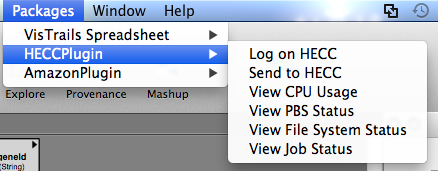 Packages Window Help
VisTrails Spreadsheet
HECCPlugin
AmazonPlugin
Log on HECC
Send to HECC
View CPU Usage
View PBS Status
View File System Status
View Job Status
Explore Provenance Mashup
(String)